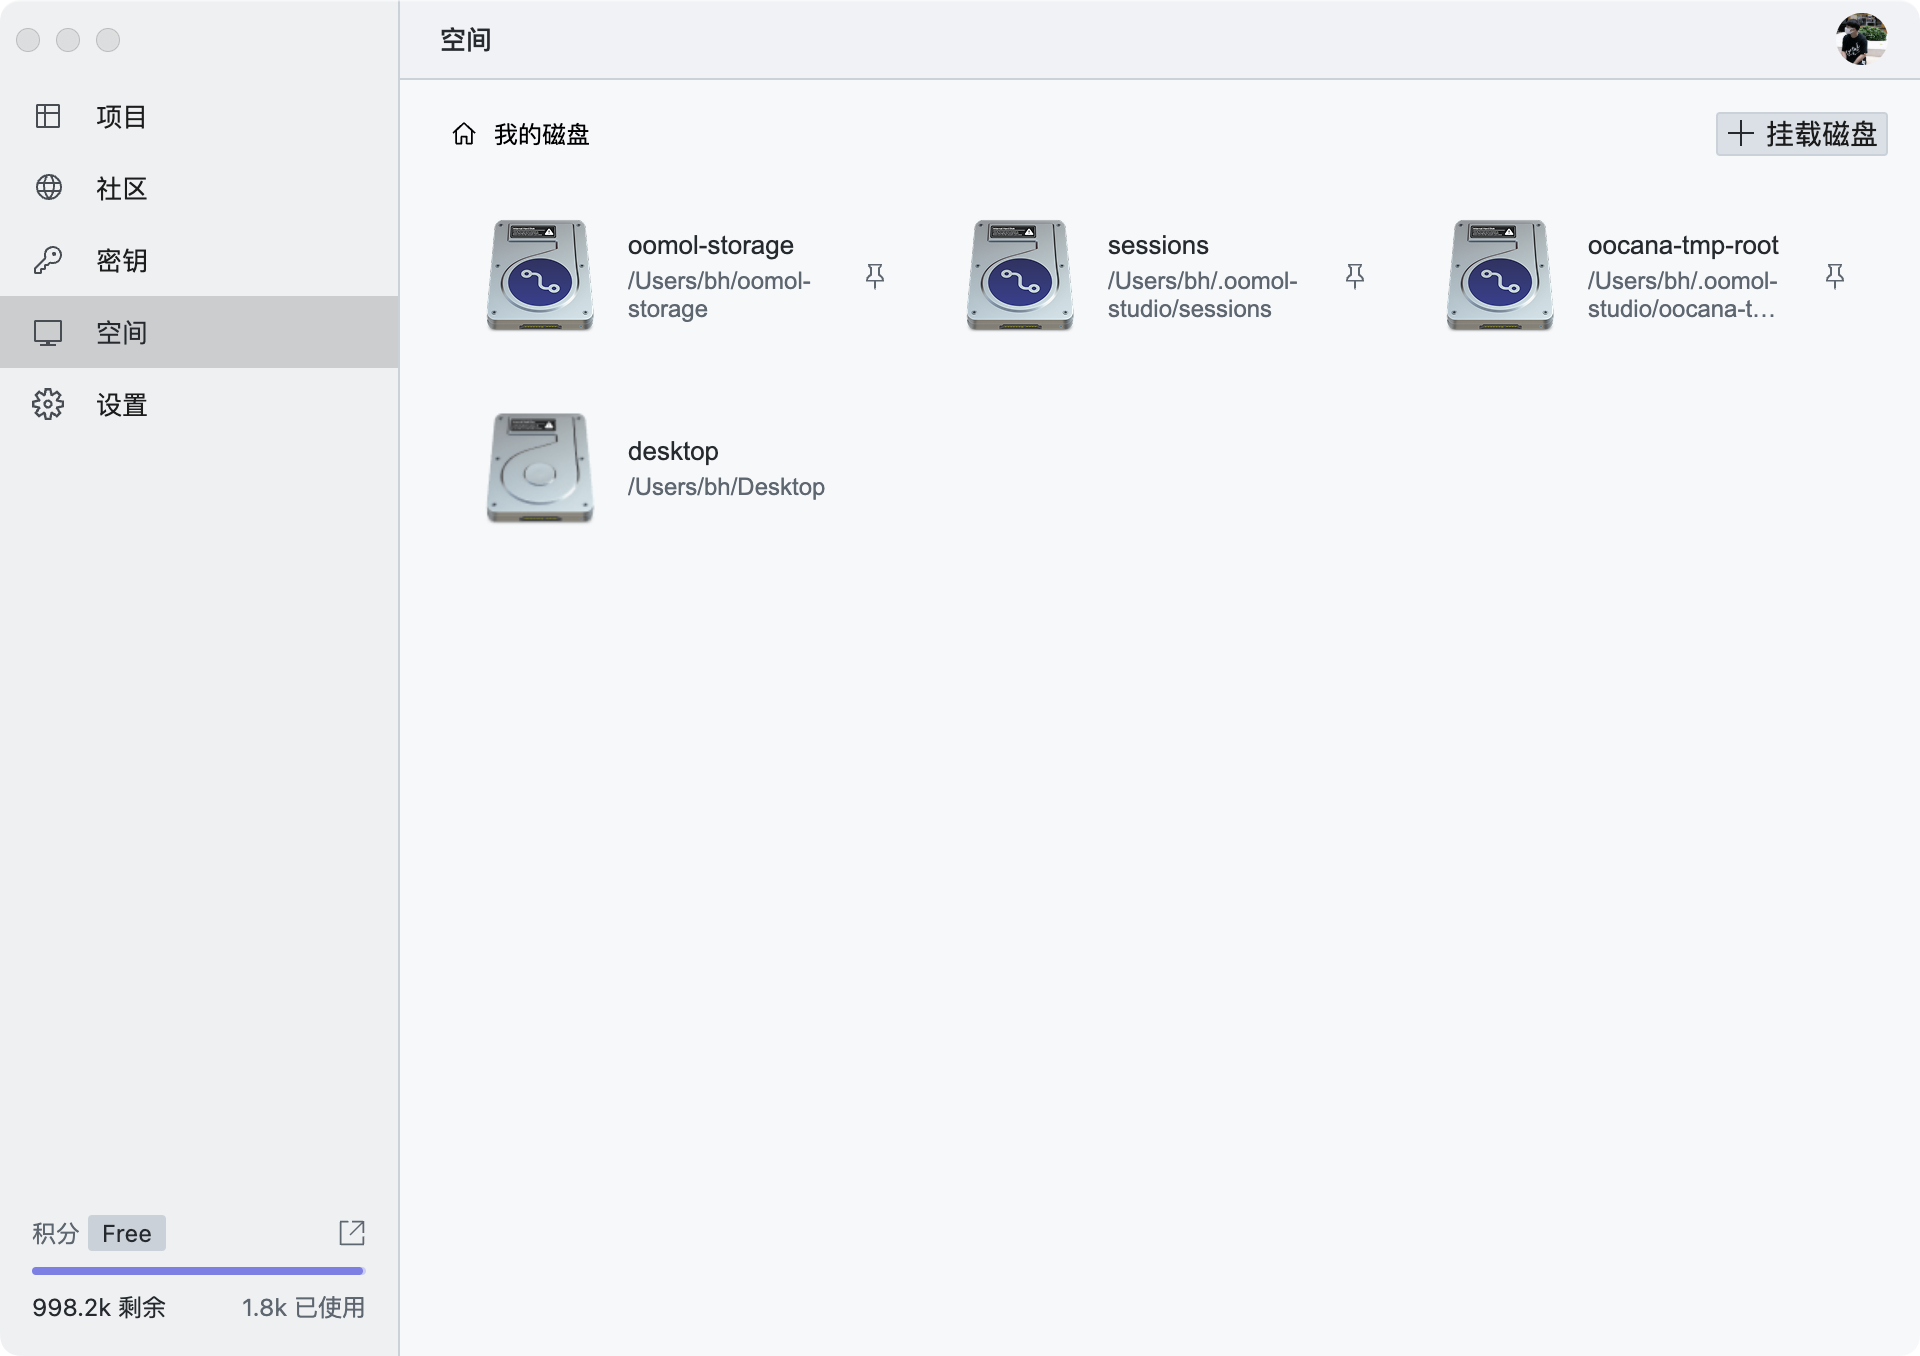 空间
项目
社区
密钥
空间
设置
我的磁盘
挂载磁盘
oomol-storage
/Users/bh/oomol-
storage
sessions
/Users/bh/.oomol-
studio/sessions
oocana-tmp-root
/Users/bh/.oomol-
studio/oocana-t...
desktop
/Users/bh/Desktop
积分 Free
998.2k 剩余 1.8k 已使用